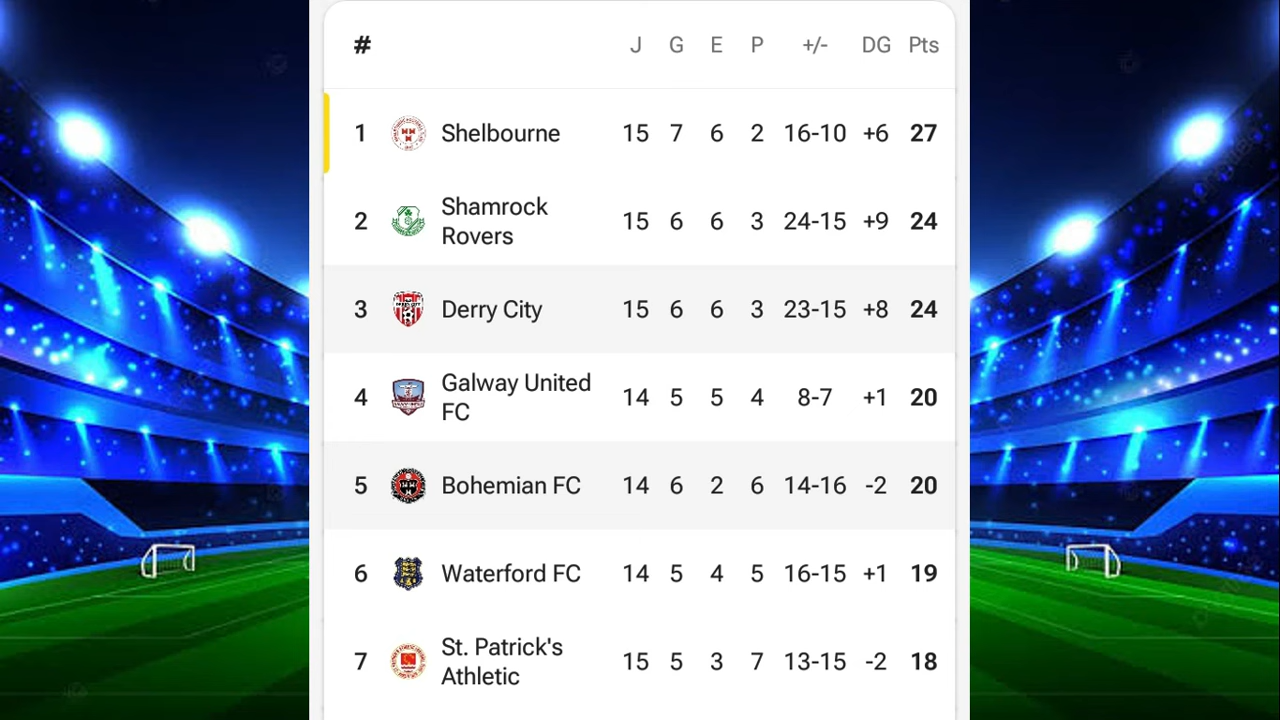 # J G E P +/- DG Pts
1 Shelbourne 15 7 6 2 16-10 +6 27
2 Shamrock Rovers 15 6 6 3 24-15 +9 24
3 Derry City 15 6 6 3 23-15 +8 24
4 Galway United FC 14 5 5 4 8-7 +1 20
5 Bohemian FC 14 6 2 6 14-16 -2 20
6 Waterford FC 14 5 4 5 16-15 +1 19
7 St. Patrick's Athletic 15 5 3 7 13-15 -2 18